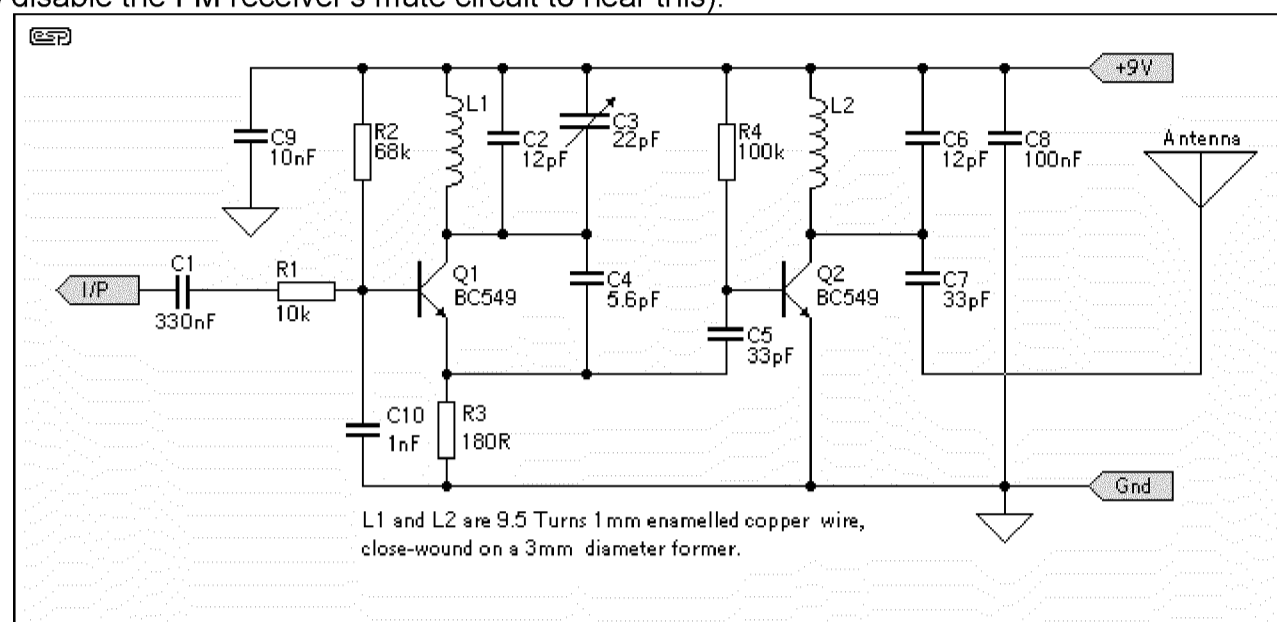 disable the FM receiver's mute circuit to hear this).
esp
+9V
C9
10nF
R2
68k
L1
C2
12pF
C3
22pF
R4
100k
L2
C6
12pF
C8
100nF
Antenna
I/P
C1
330nF
R1
10k
Q1
BC549
C4
5.6pF
Q2
BC549
C7
33pF
C5
33pF
C10
1nF
R3
180R
Gnd
L1 and L2 are 9.5 Turns 1mm enamelled copper wire,
close-wound on a 3mm diameter former.